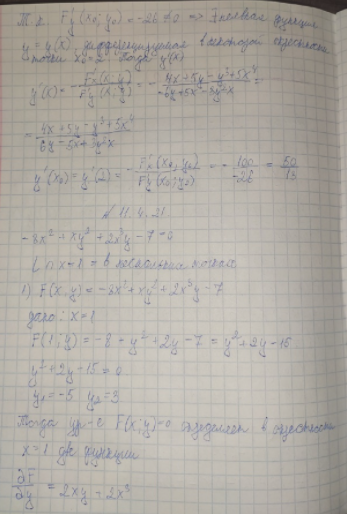 Т.к. F'y(x₀; y₀) = -26 ≠ 0 => ∃ неявная функция
y = y(x), дифференцируемая в некоторой окрестности
точки x₀ = 2. Тогда y'(x)
y'(x) = - F'x(x; y) / F'y(x; y) = - (4x + 5y - y³ + 5x⁴) / (-6y + 5x - 3y²x) =
= (4x + 5y - y³ + 5x⁴) / (6y - 5x + 3y²x)
y'(x₀) = y'(2) = - F'x(x₀, y₀) / F'y(x₀; y₀) = - 100 / -26 = 50 / 13
№ 11.4.21
-8x² + xy² + 2x³y - 7 = 0
x = 1 = в
1) F(x; y) = -8x² + xy² + 2x³y - 7
дано: x = 1
F(1; y) = -8 + y² + 2y - 7 = y² + 2y - 15
y² + 2y - 15 = 0
y₁ = -5 y₂ = 3
Тогда ур-е F(x; y) = 0 определяет в окрестности
x = 1 две функции
∂F/∂y = 2xy + 2x³